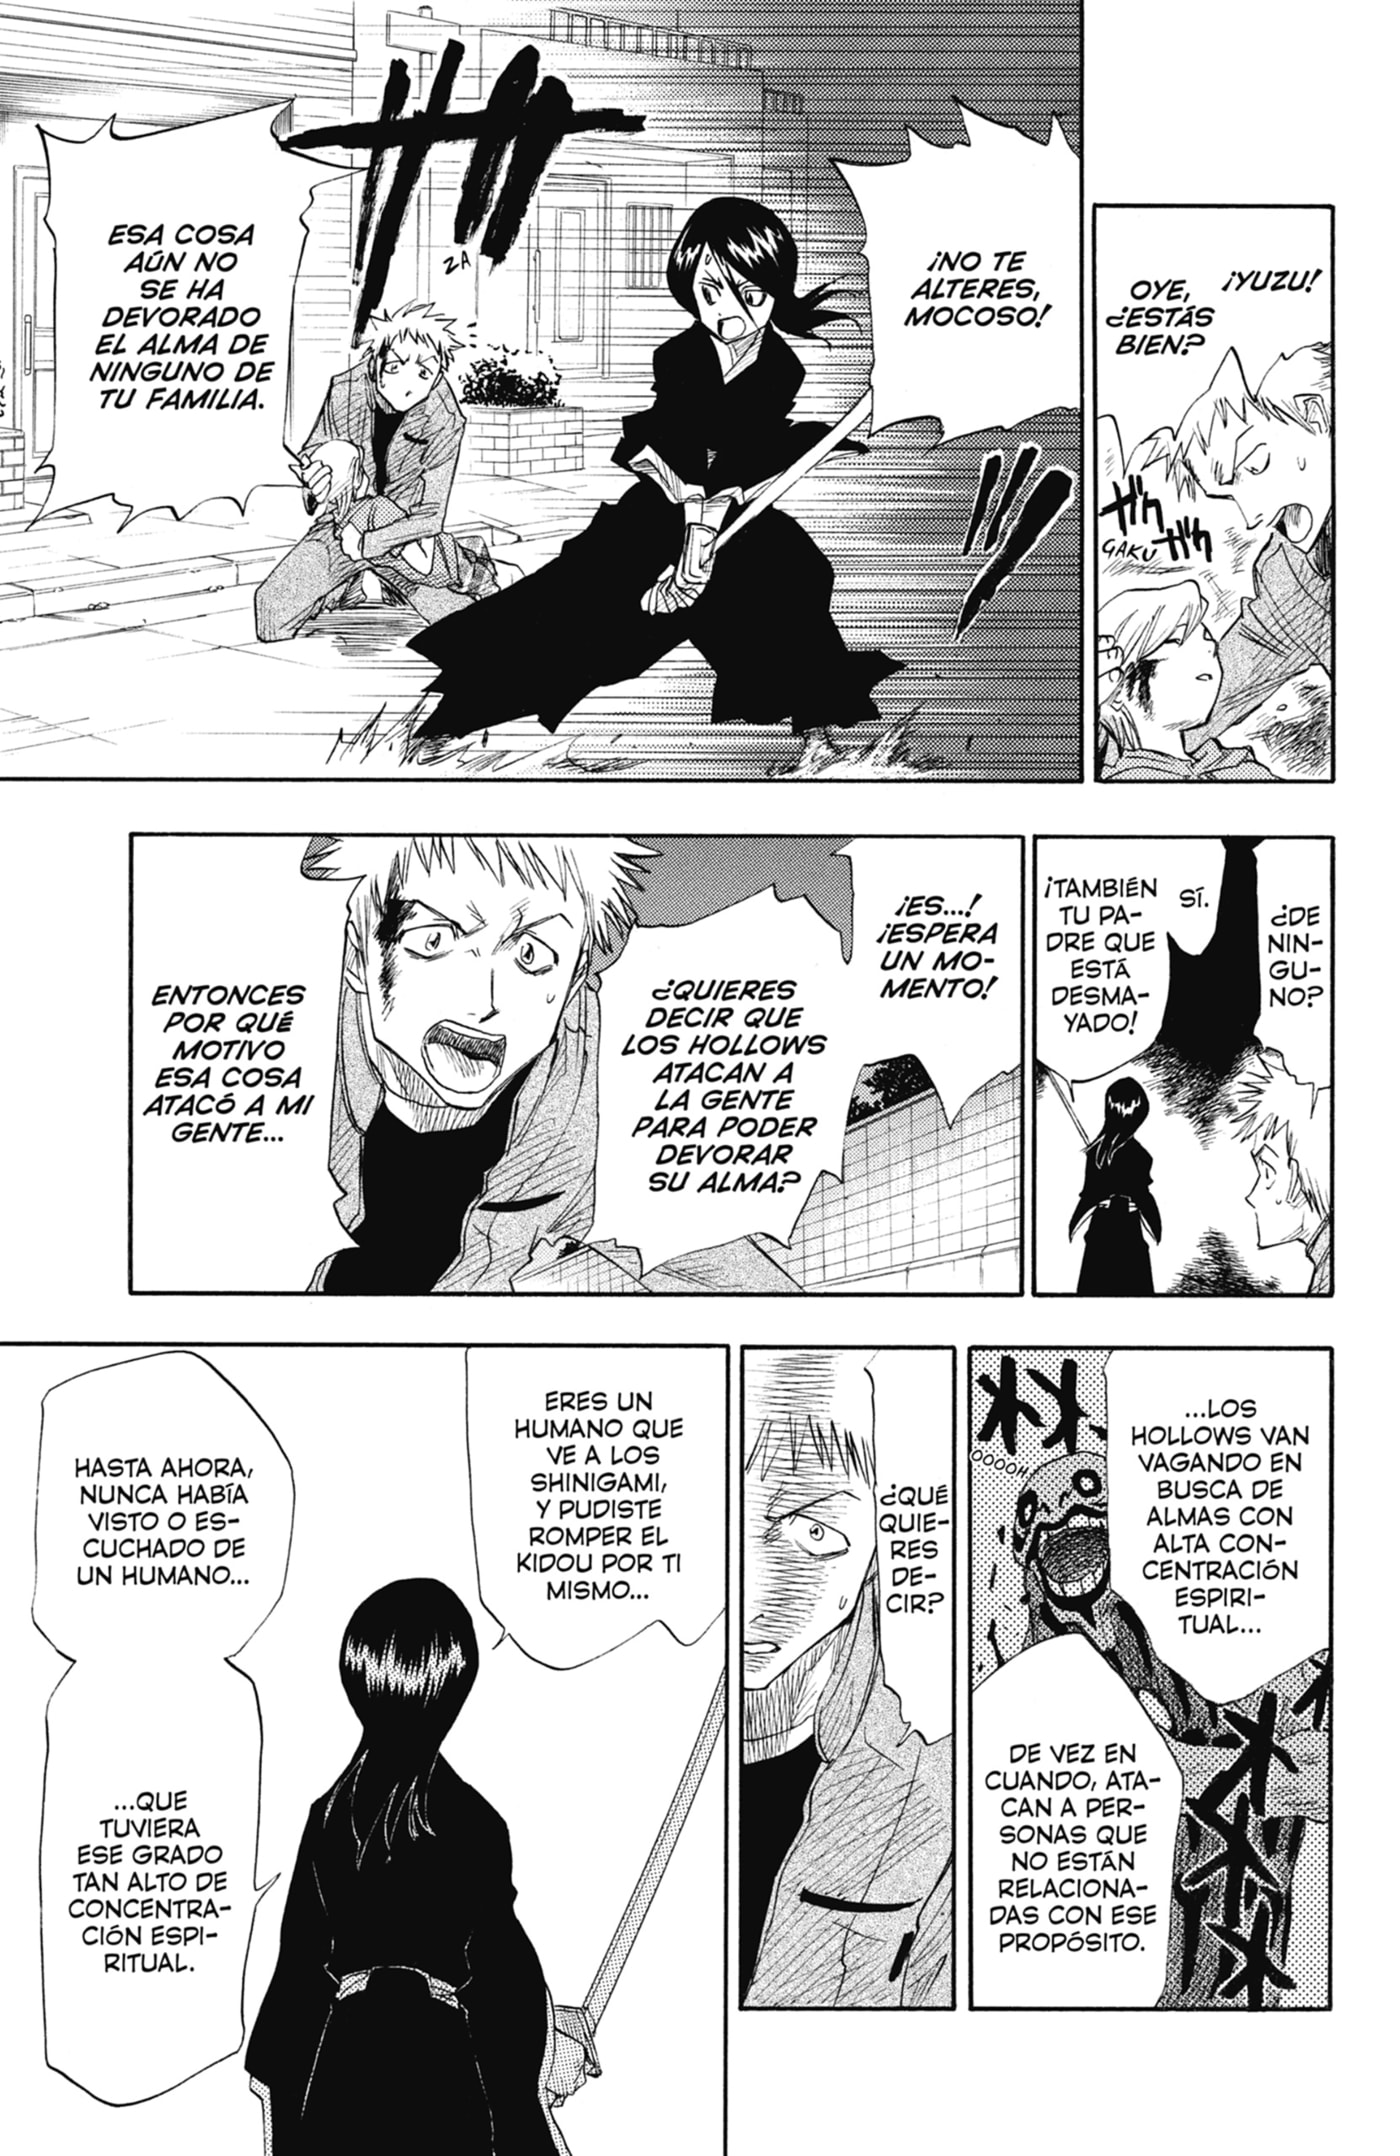 ¡YUZU!
OYE,
¿ESTÁS
BIEN?
ガク
ガク
GAKU
¡NO TE
ALTERES,
MOCOSO!
ザ
ZA
ESA COSA
AÚN NO
SE HA
DEVORADO
EL ALMA DE
NINGUNO DE
TU FAMILIA.
¿DE
NIN-
GU-
NO?
SÍ.
¡TAMBIÉN
TU PA-
DRE QUE
ESTÁ
DESMA-
YADO!
¡ES...!
¡ESPERA
UN MO-
MENTO!
¿QUIERES
DECIR QUE
LOS HOLLOWS
ATACAN A
LA GENTE
PARA PODER
DEVORAR
SU ALMA?
ENTONCES
POR QUÉ
MOTIVO
ESA COSA
ATACÓ A MI
GENTE...
...LOS
HOLLOWS VAN
VAGANDO EN
BUSCA DE
ALMAS CON
ALTA CON-
CENTRACIÓN
ESPIRI-
TUAL...
OOOOH
DE VEZ EN
CUANDO, ATA-
CAN A PER-
SONAS QUE
NO ESTÁN
RELACIONA-
DAS CON ESE
PROPÓSITO.
¿QUÉ
QUIE-
RES
DE-
CIR?
ERES UN
HUMANO QUE
VE A LOS
SHINIGAMI,
Y PUDISTE
ROMPER EL
KIDOU POR TI
MISMO...
HASTA AHORA,
NUNCA HABÍA
VISTO O ES-
CUCHADO DE
UN HUMANO...
...QUE
TUVIERA
ESE GRADO
TAN ALTO DE
CONCENTRA-
CIÓN ESPI-
RITUAL.